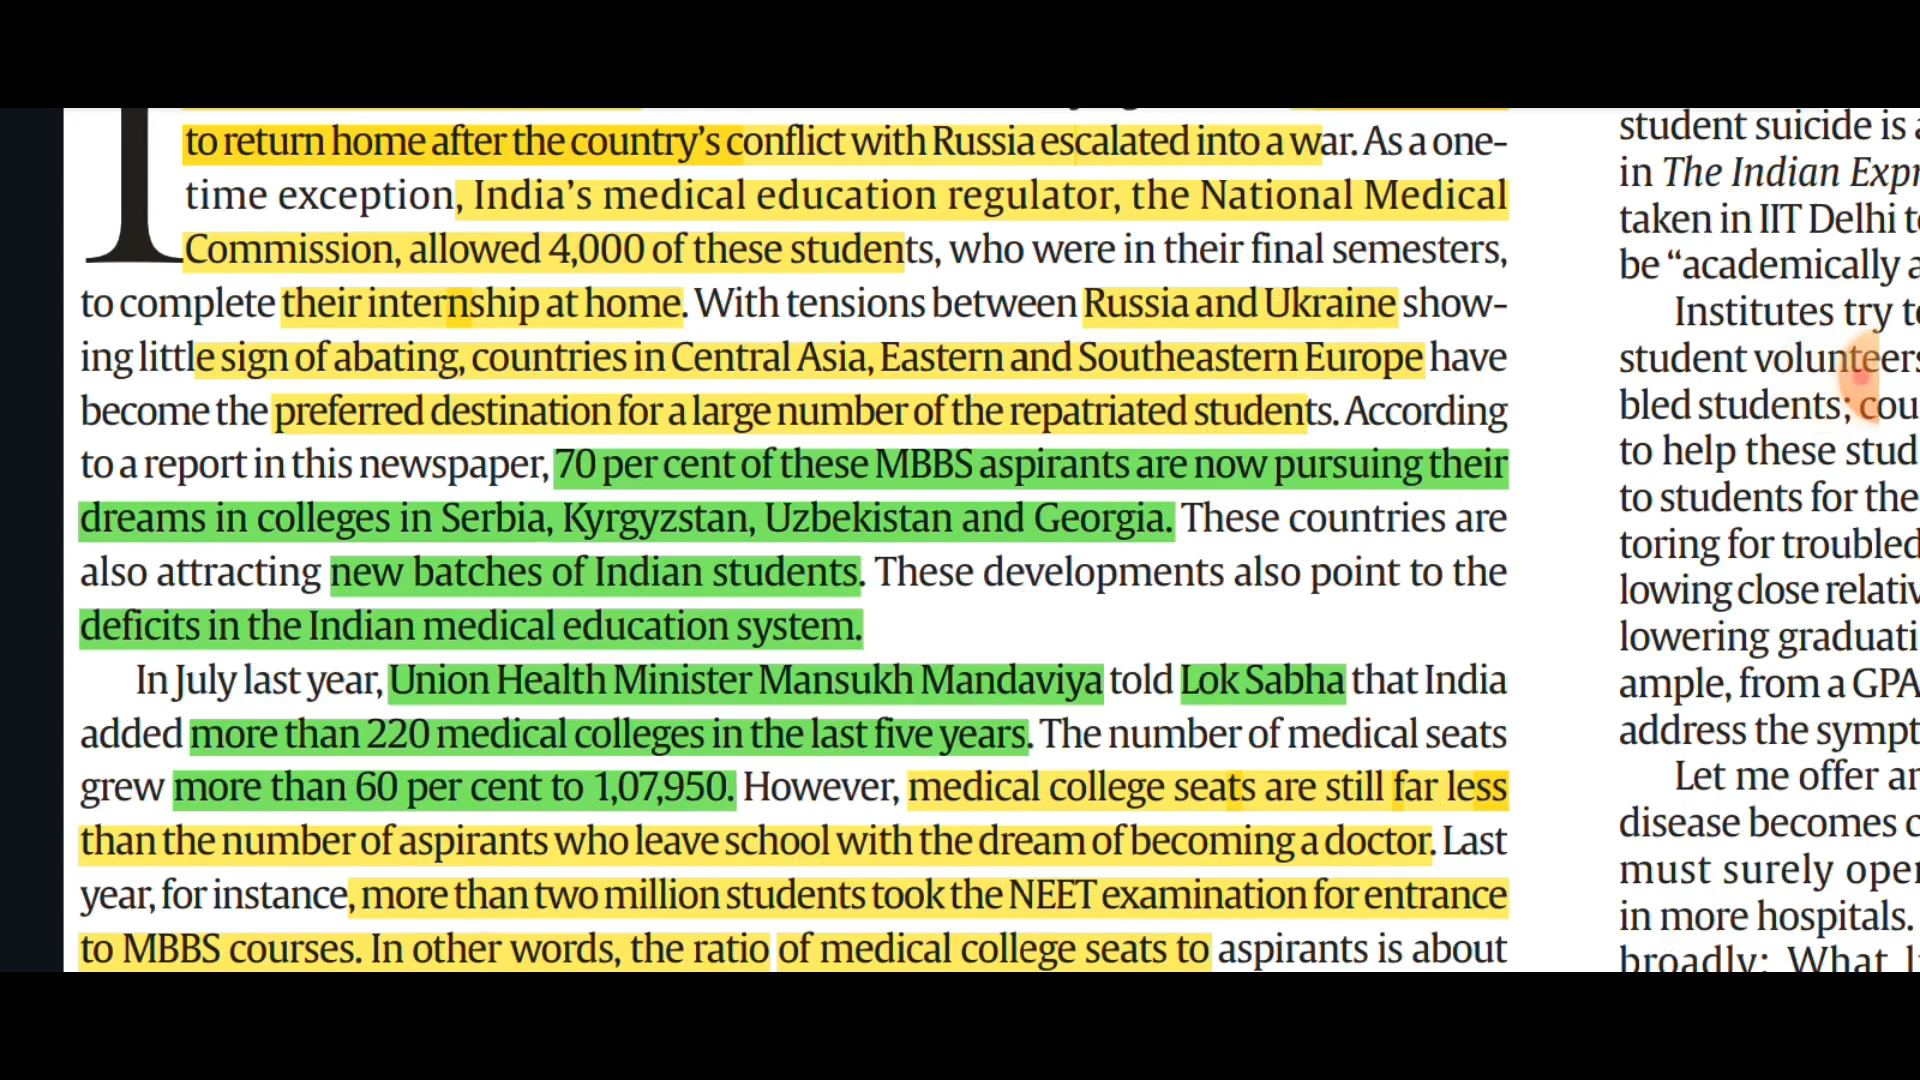 I
to return home after the country's conflict with Russia escalated into a war. As a one-
time exception, India's medical education regulator, the National Medical
Commission, allowed 4,000 of these students, who were in their final semesters,
to complete their internship at home. With tensions between Russia and Ukraine show-
ing little sign of abating, countries in Central Asia, Eastern and Southeastern Europe have
become the preferred destination for a large number of the repatriated students. According
to a report in this newspaper, 70 per cent of these MBBS aspirants are now pursuing their
dreams in colleges in Serbia, Kyrgyzstan, Uzbekistan and Georgia. These countries are
also attracting new batches of Indian students. These developments also point to the
deficits in the Indian medical education system.
In July last year, Union Health Minister Mansukh Mandaviya told Lok Sabha that India
added more than 220 medical colleges in the last five years. The number of medical seats
grew more than 60 per cent to 1,07,950. However, medical college seats are still far less
than the number of aspirants who leave school with the dream of becoming a doctor. Last
year, for instance, more than two million students took the NEET examination for entrance
to MBBS courses. In other words, the ratio of medical college seats to aspirants is about
student suicide is
in The Indian Expr
taken in IIT Delhi
be "academically
Institutes try
student volunteers
bled students; cou
to help these stud
to students for the
toring for troubled
lowing close relativ
lowering graduati
ample, from a GPA
address the sympt
Let me offer
disease becomes
must surely oper
in more hospitals.
broadly: What